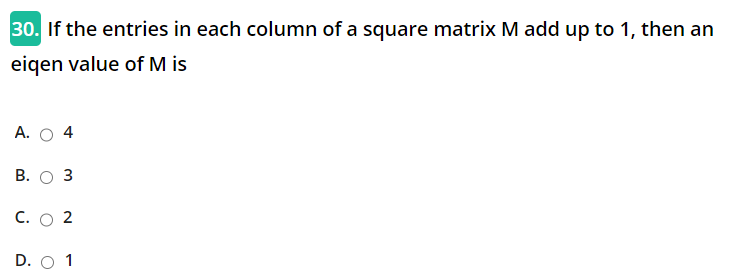 30. If the entries in each column of a square matrix M add up to 1, then an
eiqen value of M is
A. 4
B. 3
C. 2
D. 1